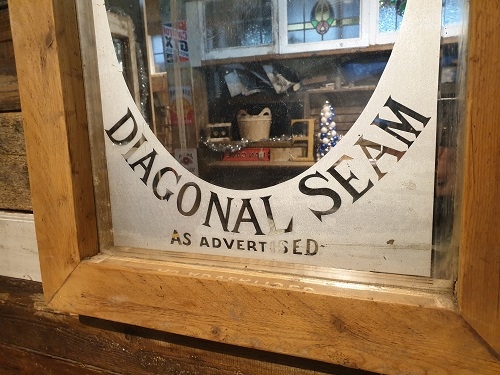 DIAGONAL SEAM
AS ADVERTISED